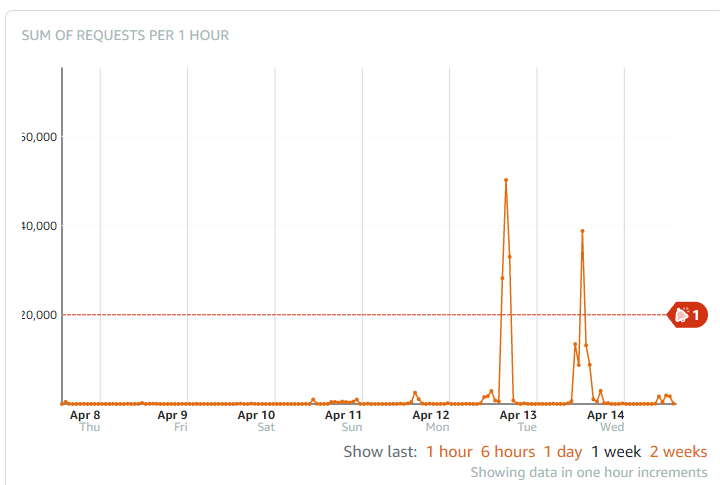 SUM OF REQUESTS PER 1 HOUR
60,000
40,000
20,000
1
Apr 8 Apr 9 Apr 10 Apr 11 Apr 12 Apr 13 Apr 14
Thu Fri Sat Sun Mon Tue Wed
Show last: 1 hour 6 hours 1 day 1 week 2 weeks
Showing data in one hour increments